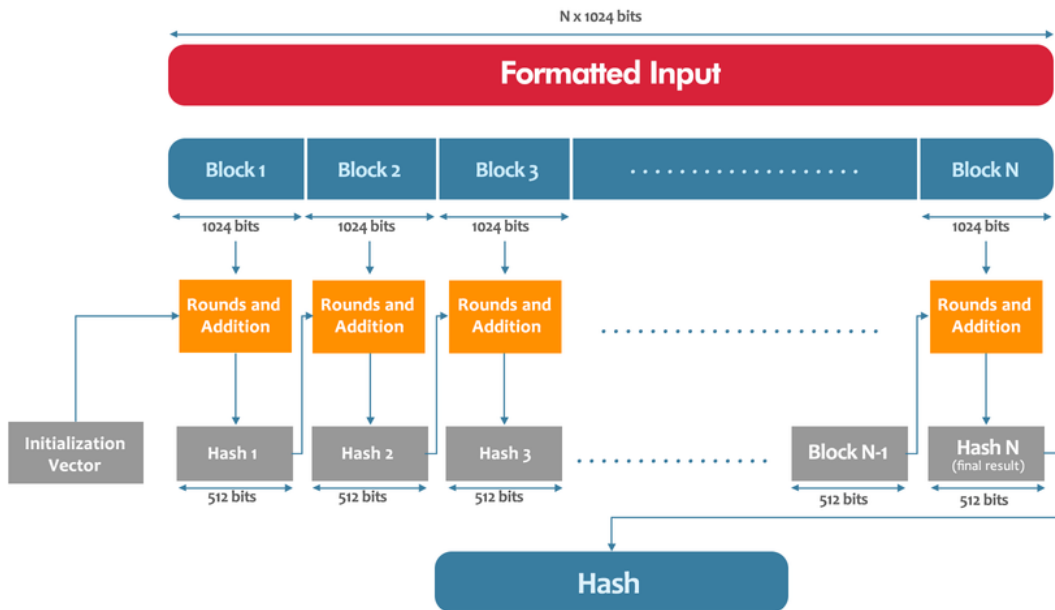 N x 1024 bits
Formatted Input
Block 1 Block 2 Block 3 ..................... Block N
1024 bits 1024 bits 1024 bits 1024 bits
Rounds and Addition
Rounds and Addition
Rounds and Addition
Rounds and Addition
Initialization
Vector
Hash 1 Hash 2 Hash 3 Block N-1 Hash N
(final result)
512 bits 512 bits 512 bits 512 bits 512 bits
Hash